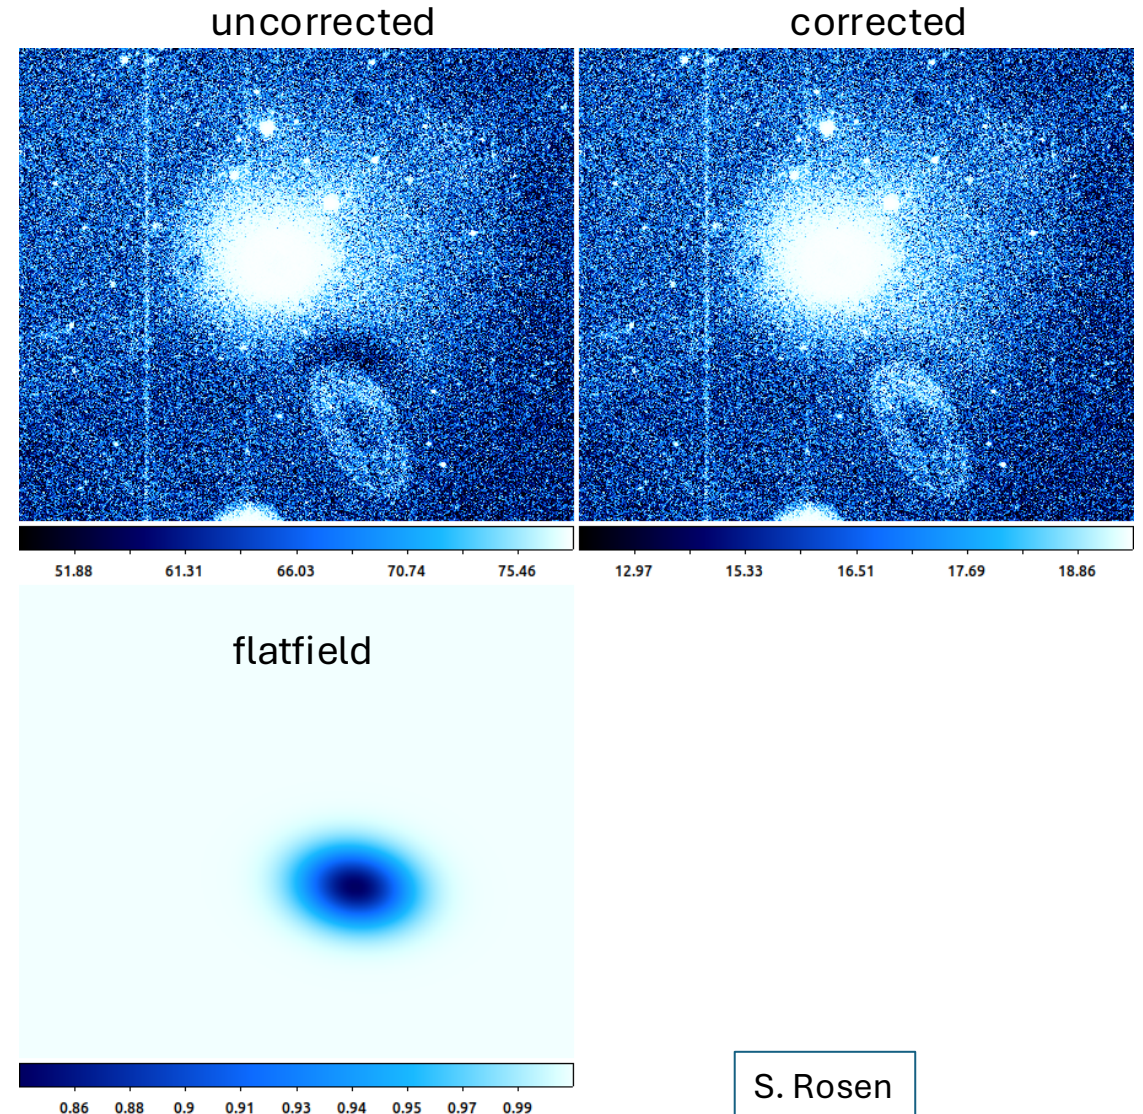 uncorrected
corrected
51.88 61.31 66.03 70.74 75.46
12.97 15.33 16.51 17.69 18.86
flatfield
0.86 0.88 0.9 0.91 0.93 0.94 0.95 0.97 0.99
S. Rosen